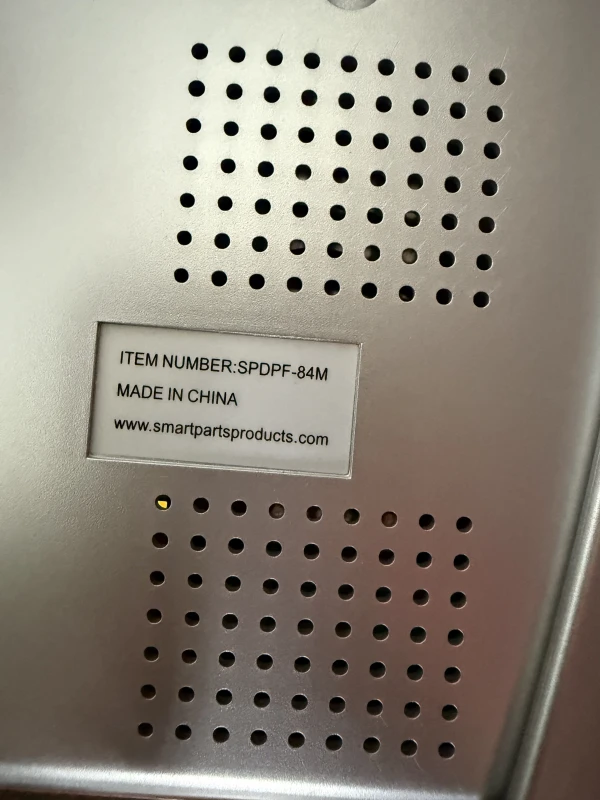 ITEM NUMBER:SPDPF-84M
MADE IN CHINA
www.smartpartsproducts.com